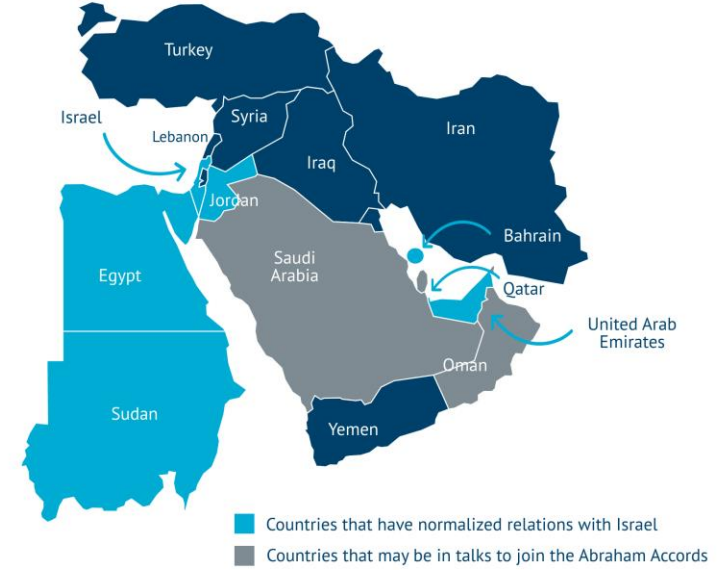 Turkey
Israel
Lebanon
Syria
Iraq
Iran
Jordan
Bahrain
Saudi
Arabia
Egypt
Qatar
United Arab
Emirates
Oman
Sudan
Yemen
Countries that have normalized relations with Israel
Countries that may be in talks to join the Abraham Accords